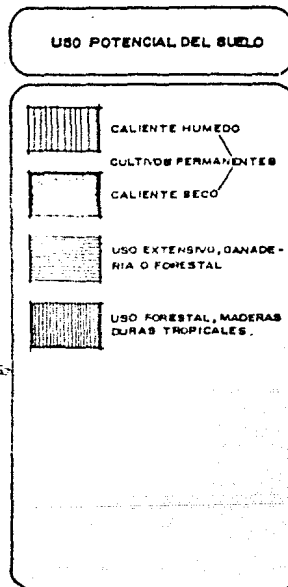 USO POTENCIAL DEL SUELO
CALIENTE HUMEDO
CULTIVOS PERMANENTES
CALIENTE SECO
USO EXTENSIVO, GANADE-
RIA O FORESTAL
USO FORESTAL, MADERAS
DURAS TROPICALES.